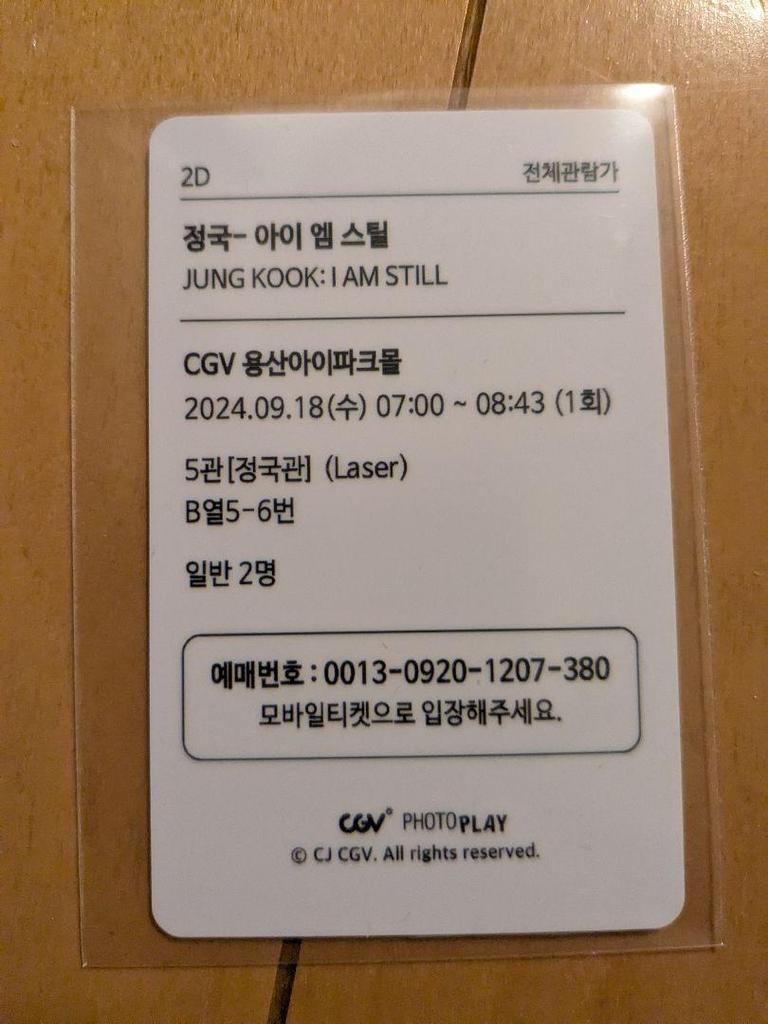 2D 전체관람가
정국- 아이 엠 스틸
JUNG KOOK: I AM STILL
CGV 용산아이파크몰
2024.09.18(수) 07:00 ~ 08:43 (1회)
5관[정국관] (Laser)
B열5-6번
일반 2명
예매번호 : 0013-0920-1207-380
모바일티켓으로 입장해주세요.
CGV PHOTOPLAY
© CJ CGV. All rights reserved.